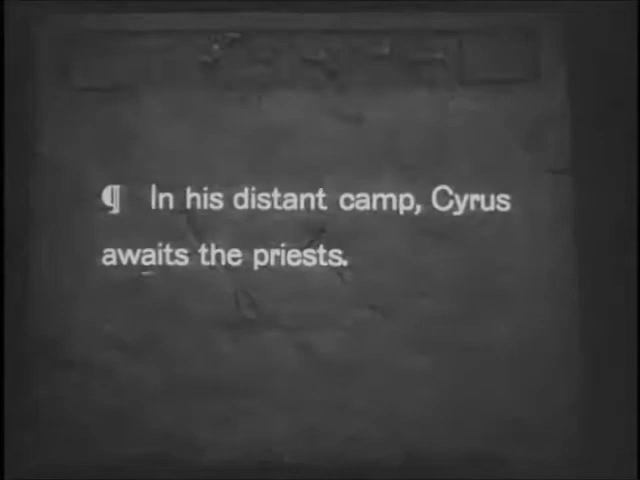 ¶ In his distant camp, Cyrus
awaits the priests.